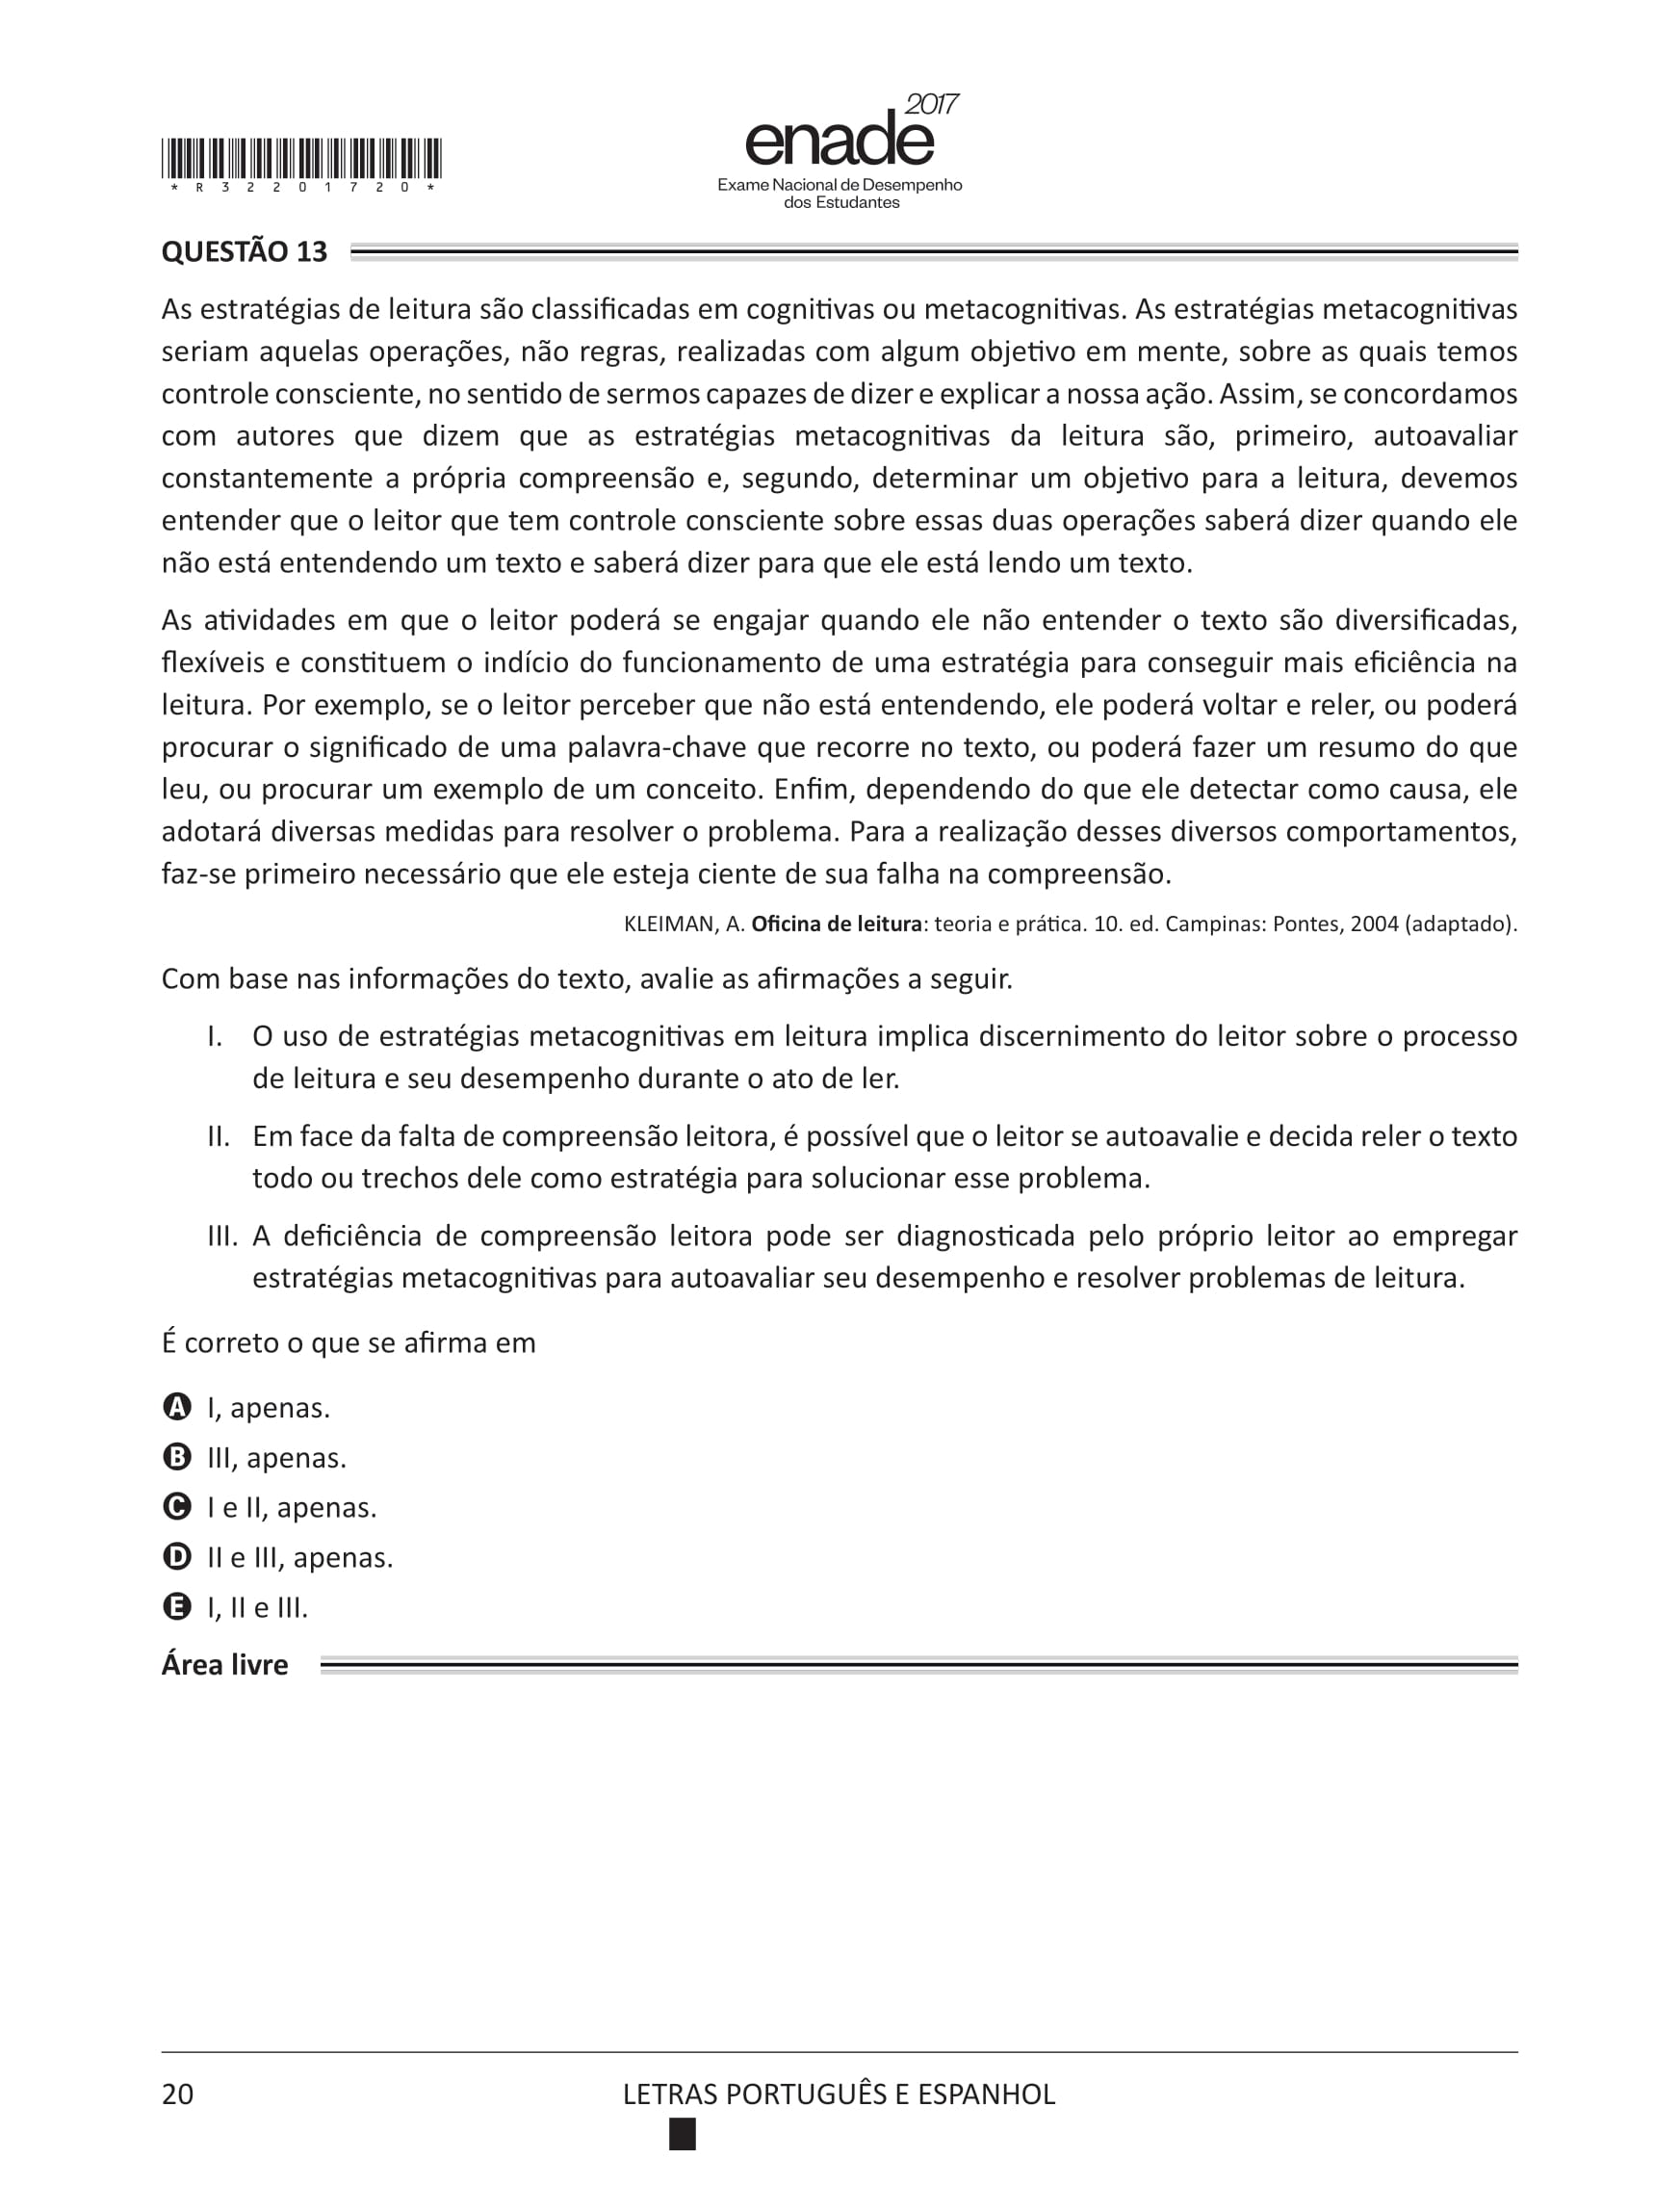 2017
enade
Exame Nacional de Desempenho
dos Estudantes
* R 3 2 2 0 1 7 2 0 *
QUESTÃO 13
As estratégias de leitura são classificadas em cognitivas ou metacognitivas. As estratégias metacognitivas
seriam aquelas operações, não regras, realizadas com algum objetivo em mente, sobre as quais temos
controle consciente, no sentido de sermos capazes de dizer e explicar a nossa ação. Assim, se concordamos
com autores que dizem que as estratégias metacognitivas da leitura são, primeiro, autoavaliar
constantemente a própria compreensão e, segundo, determinar um objetivo para a leitura, devemos
entender que o leitor que tem controle consciente sobre essas duas operações saberá dizer quando ele
não está entendendo um texto e saberá dizer para que ele está lendo um texto.
As atividades em que o leitor poderá se engajar quando ele não entender o texto são diversificadas,
flexíveis e constituem o indício do funcionamento de uma estratégia para conseguir mais eficiência na
leitura. Por exemplo, se o leitor perceber que não está entendendo, ele poderá voltar e reler, ou poderá
procurar o significado de uma palavra-chave que recorre no texto, ou poderá fazer um resumo do que
leu, ou procurar um exemplo de um conceito. Enfim, dependendo do que ele detectar como causa, ele
adotará diversas medidas para resolver o problema. Para a realização desses diversos comportamentos,
faz-se primeiro necessário que ele esteja ciente de sua falha na compreensão.
KLEIMAN, A. Oficina de leitura: teoria e prática. 10. ed. Campinas: Pontes, 2004 (adaptado).
Com base nas informações do texto, avalie as afirmações a seguir.
I. O uso de estratégias metacognitivas em leitura implica discernimento do leitor sobre o processo
de leitura e seu desempenho durante o ato de ler.
II. Em face da falta de compreensão leitora, é possível que o leitor se autoavalie e decida reler o texto
todo ou trechos dele como estratégia para solucionar esse problema.
III. A deficiência de compreensão leitora pode ser diagnosticada pelo próprio leitor ao empregar
estratégias metacognitivas para autoavaliar seu desempenho e resolver problemas de leitura.
É correto o que se afirma em
A I, apenas.
B III, apenas.
C I e II, apenas.
D II e III, apenas.
E I, II e III.
Área livre
20
LETRAS PORTUGUÊS E ESPANHOL